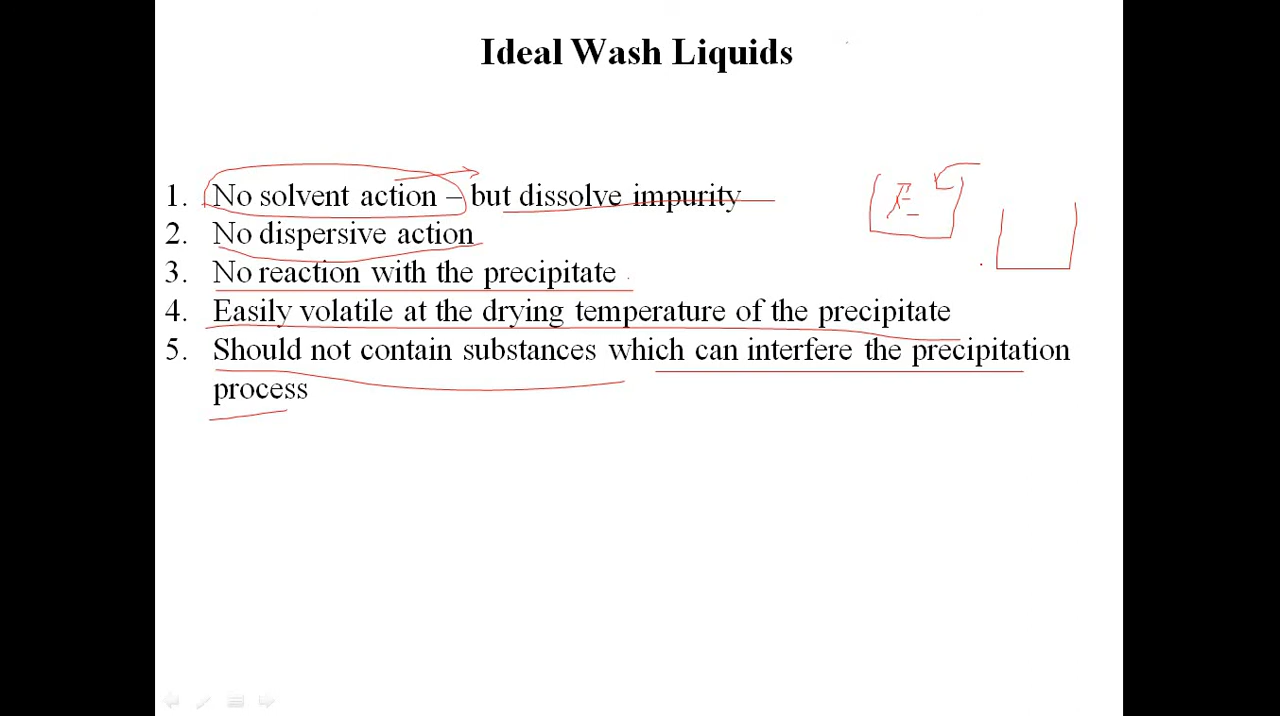 Ideal Wash Liquids
1. No solvent action – but dissolve impurity
2. No dispersive action
3. No reaction with the precipitate
4. Easily volatile at the drying temperature of the precipitate
5. Should not contain substances which can interfere the precipitation
process